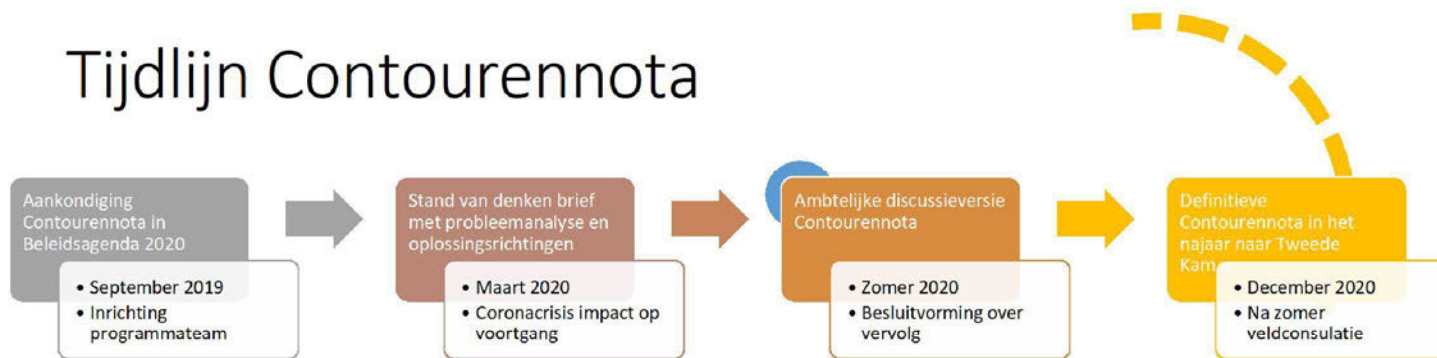 Tijdlijn Contourennota
Aankondiging
Contourennota in
Beleidsagenda 2020
• September 2019
• Inrichting
programmateam
Stand van denken brief
met probleemanalyse en
oplossingsrichtingen
• Maart 2020
• Coronacrisis impact op
voortgang
Ambtelijke discussieversie
Contourennota
• Zomer 2020
• Besluitvorming over
vervolg
Definitieve
Contourennota in het
najaar naar Tweede
Kam
• December 2020
• Na zomer
veldconsulatie